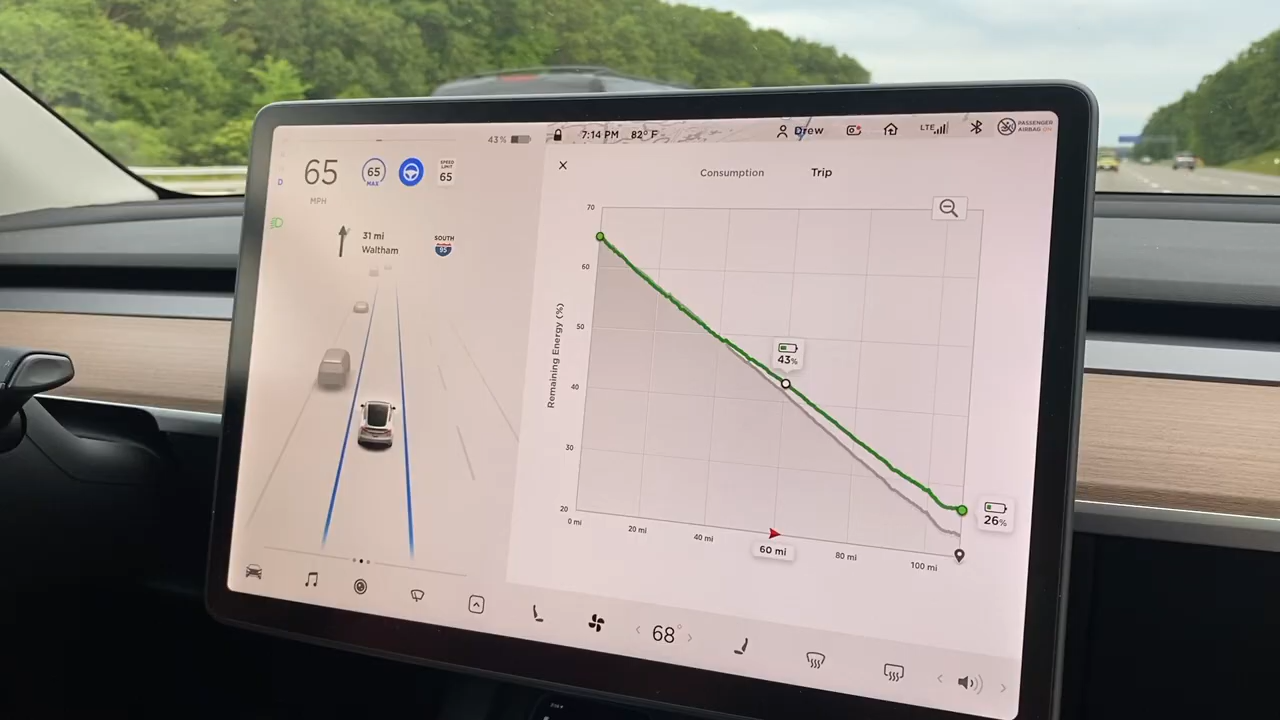 43 %
7:14 PM 82° F
Drew
LTE
PASSENGER
AIRBAG ON
D
65
MPH
65
MAX
SPEED
LIMIT
65
31 mi
Waltham
SOUTH
95
Consumption Trip
Remaining Energy (%)
70
60
50
40
30
20
43%
26%
0 mi
20 mi
40 mi
60 mi
80 mi
100 mi
68°